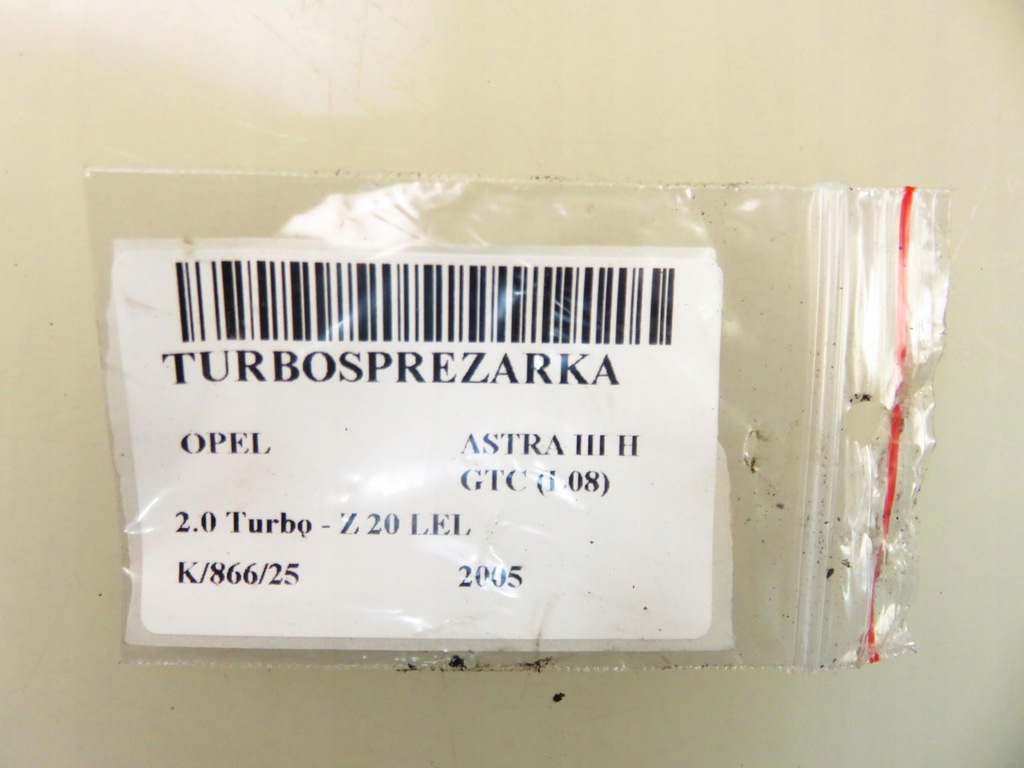 TURBOSPREZARKA
OPEL ASTRA III H
GTC (L08)
2.0 Turbo - Z 20 LEL
K/866/25 2005